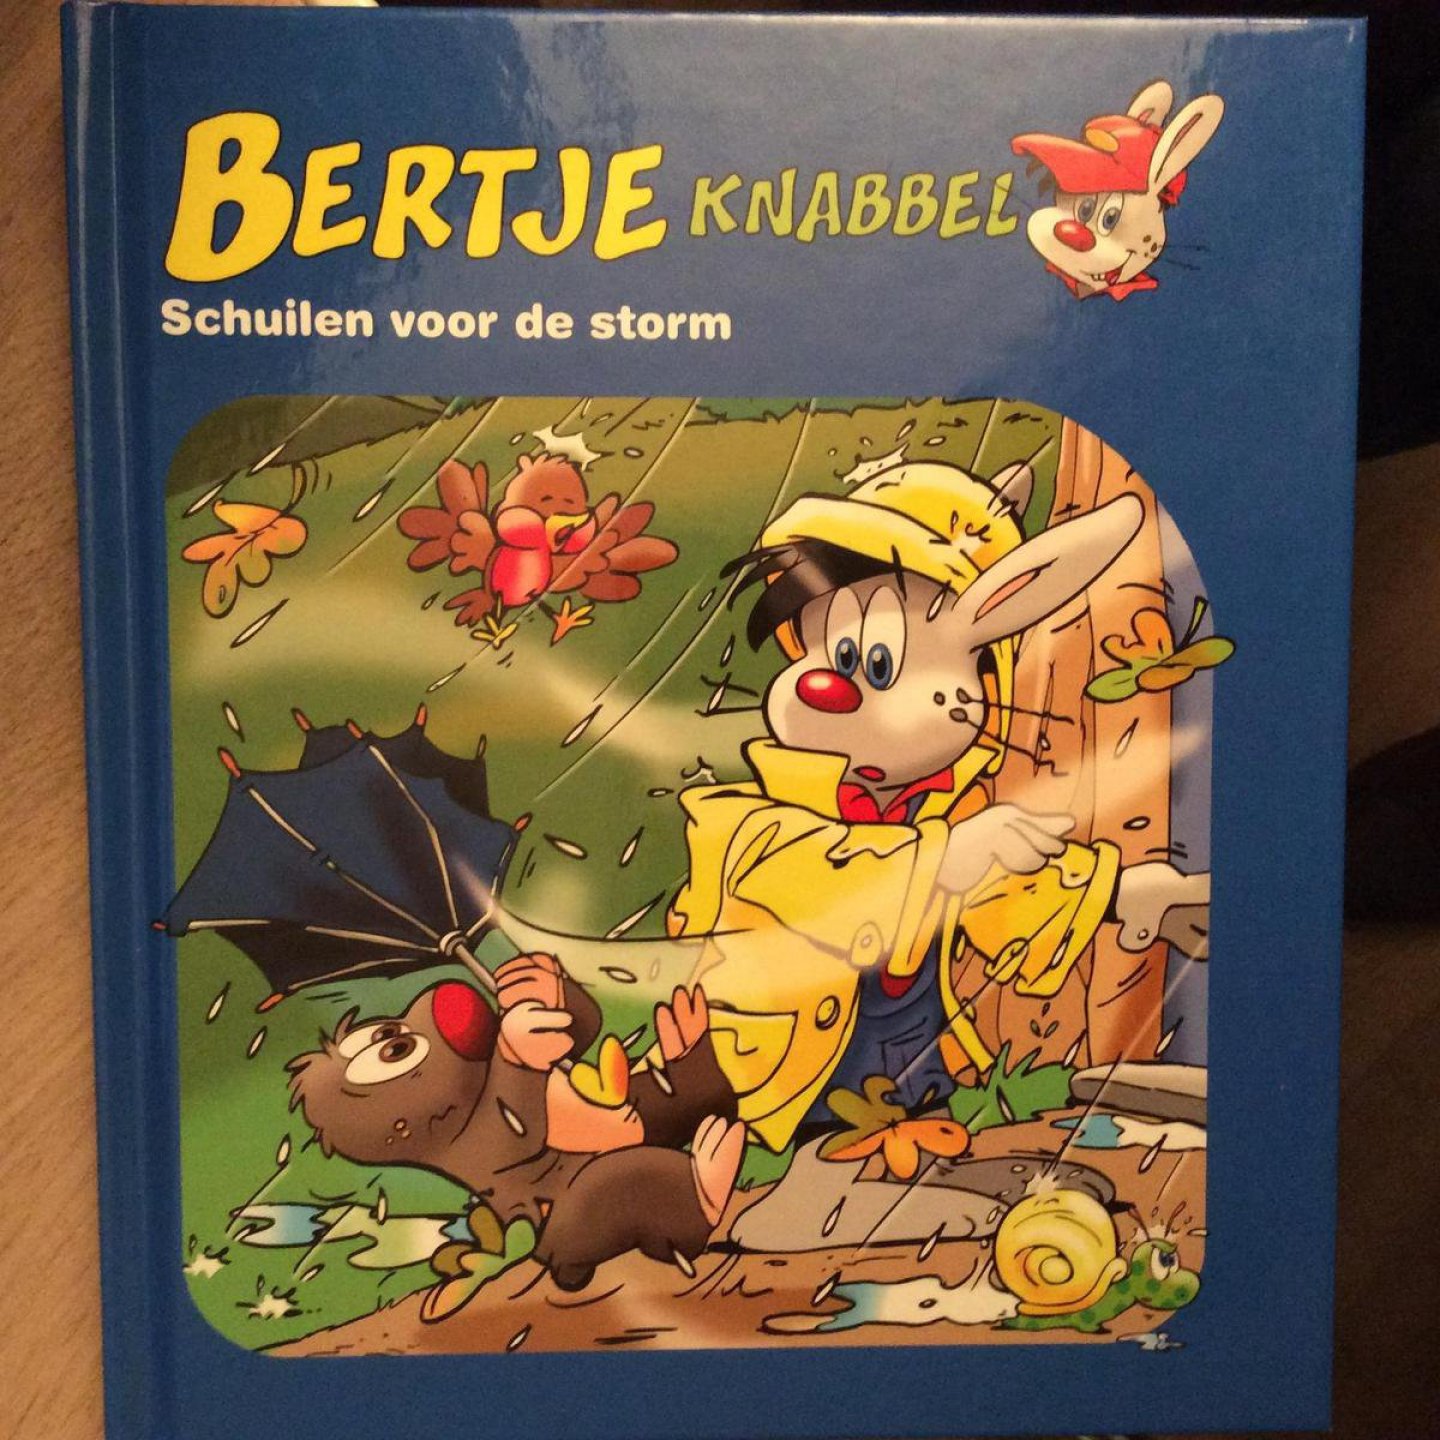 BERTJE KNABBEL
Schuilen voor de storm